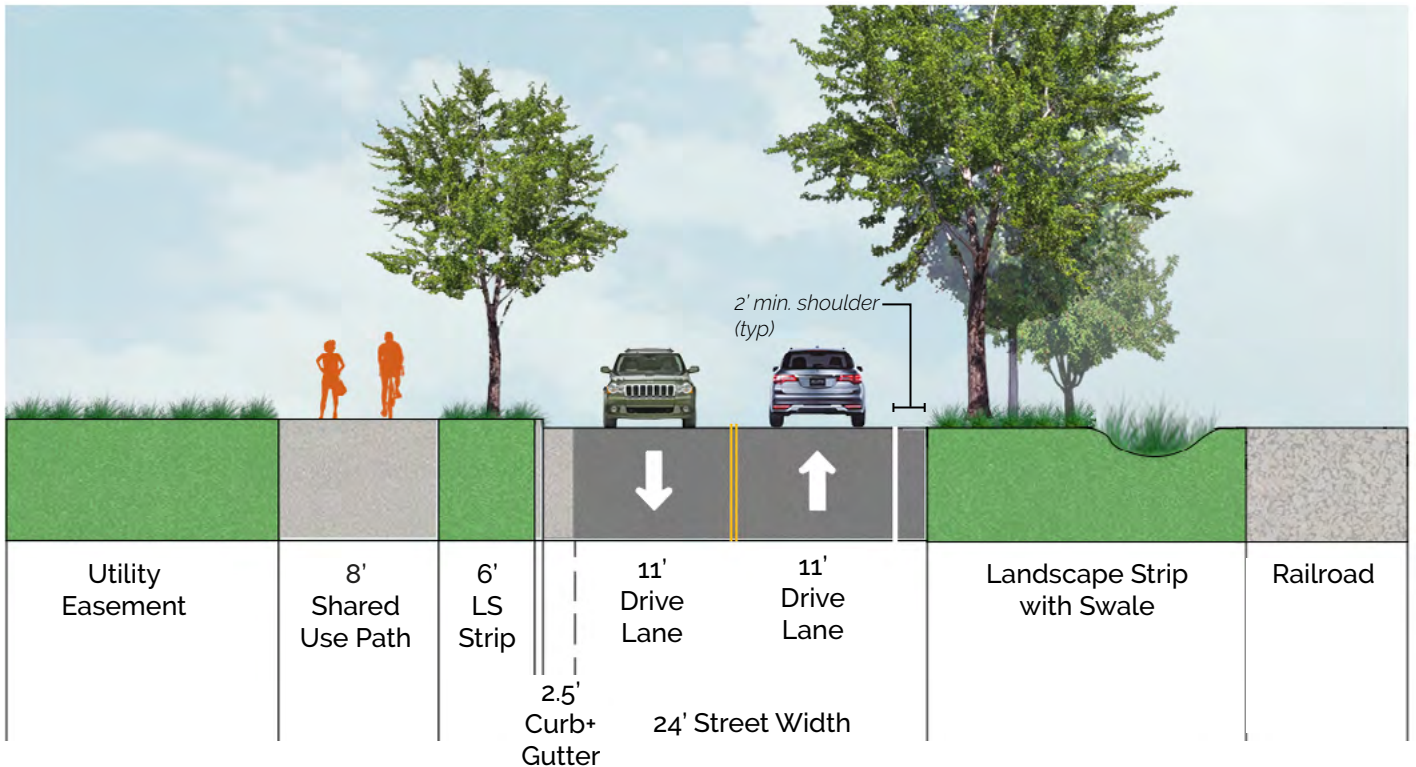 2’ min. shoulder
(typ)
Utility
Easement
8’
Shared
Use Path
6’
LS
Strip
2.5’
Curb+
Gutter
11’
Drive
Lane
11’
Drive
Lane
24’ Street Width
Landscape Strip
with Swale
Railroad